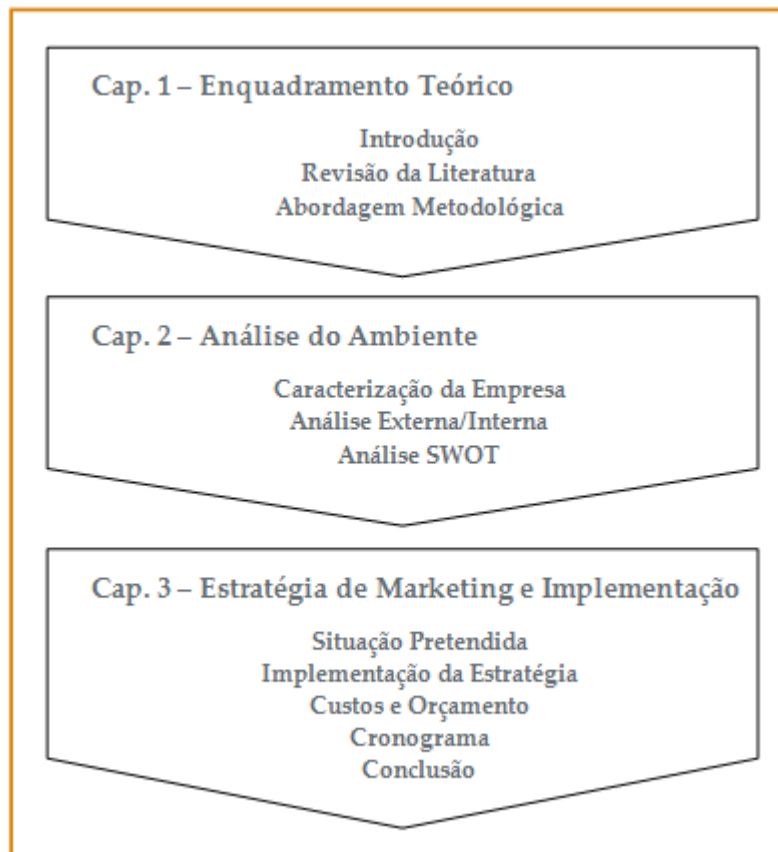 Cap. 1 – Enquadramento Teórico
Introdução
Revisão da Literatura
Abordagem Metodológica
Cap. 2 – Análise do Ambiente
Caracterização da Empresa
Análise Externa/Interna
Análise SWOT
Cap. 3 – Estratégia de Marketing e Implementação
Situação Pretendida
Implementação da Estratégia
Custos e Orçamento
Cronograma
Conclusão